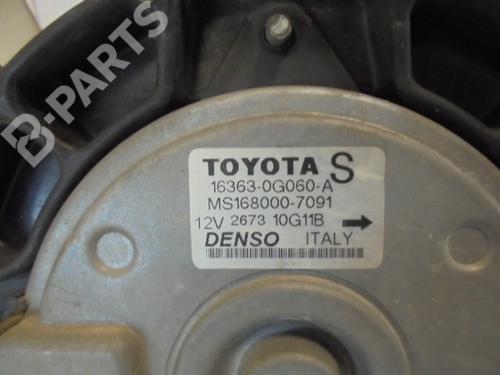 B-PARTS
TOYOTA S
16363-0G060-A
MS168000-7091
12V 2673 10G11B
DENSO ITALY